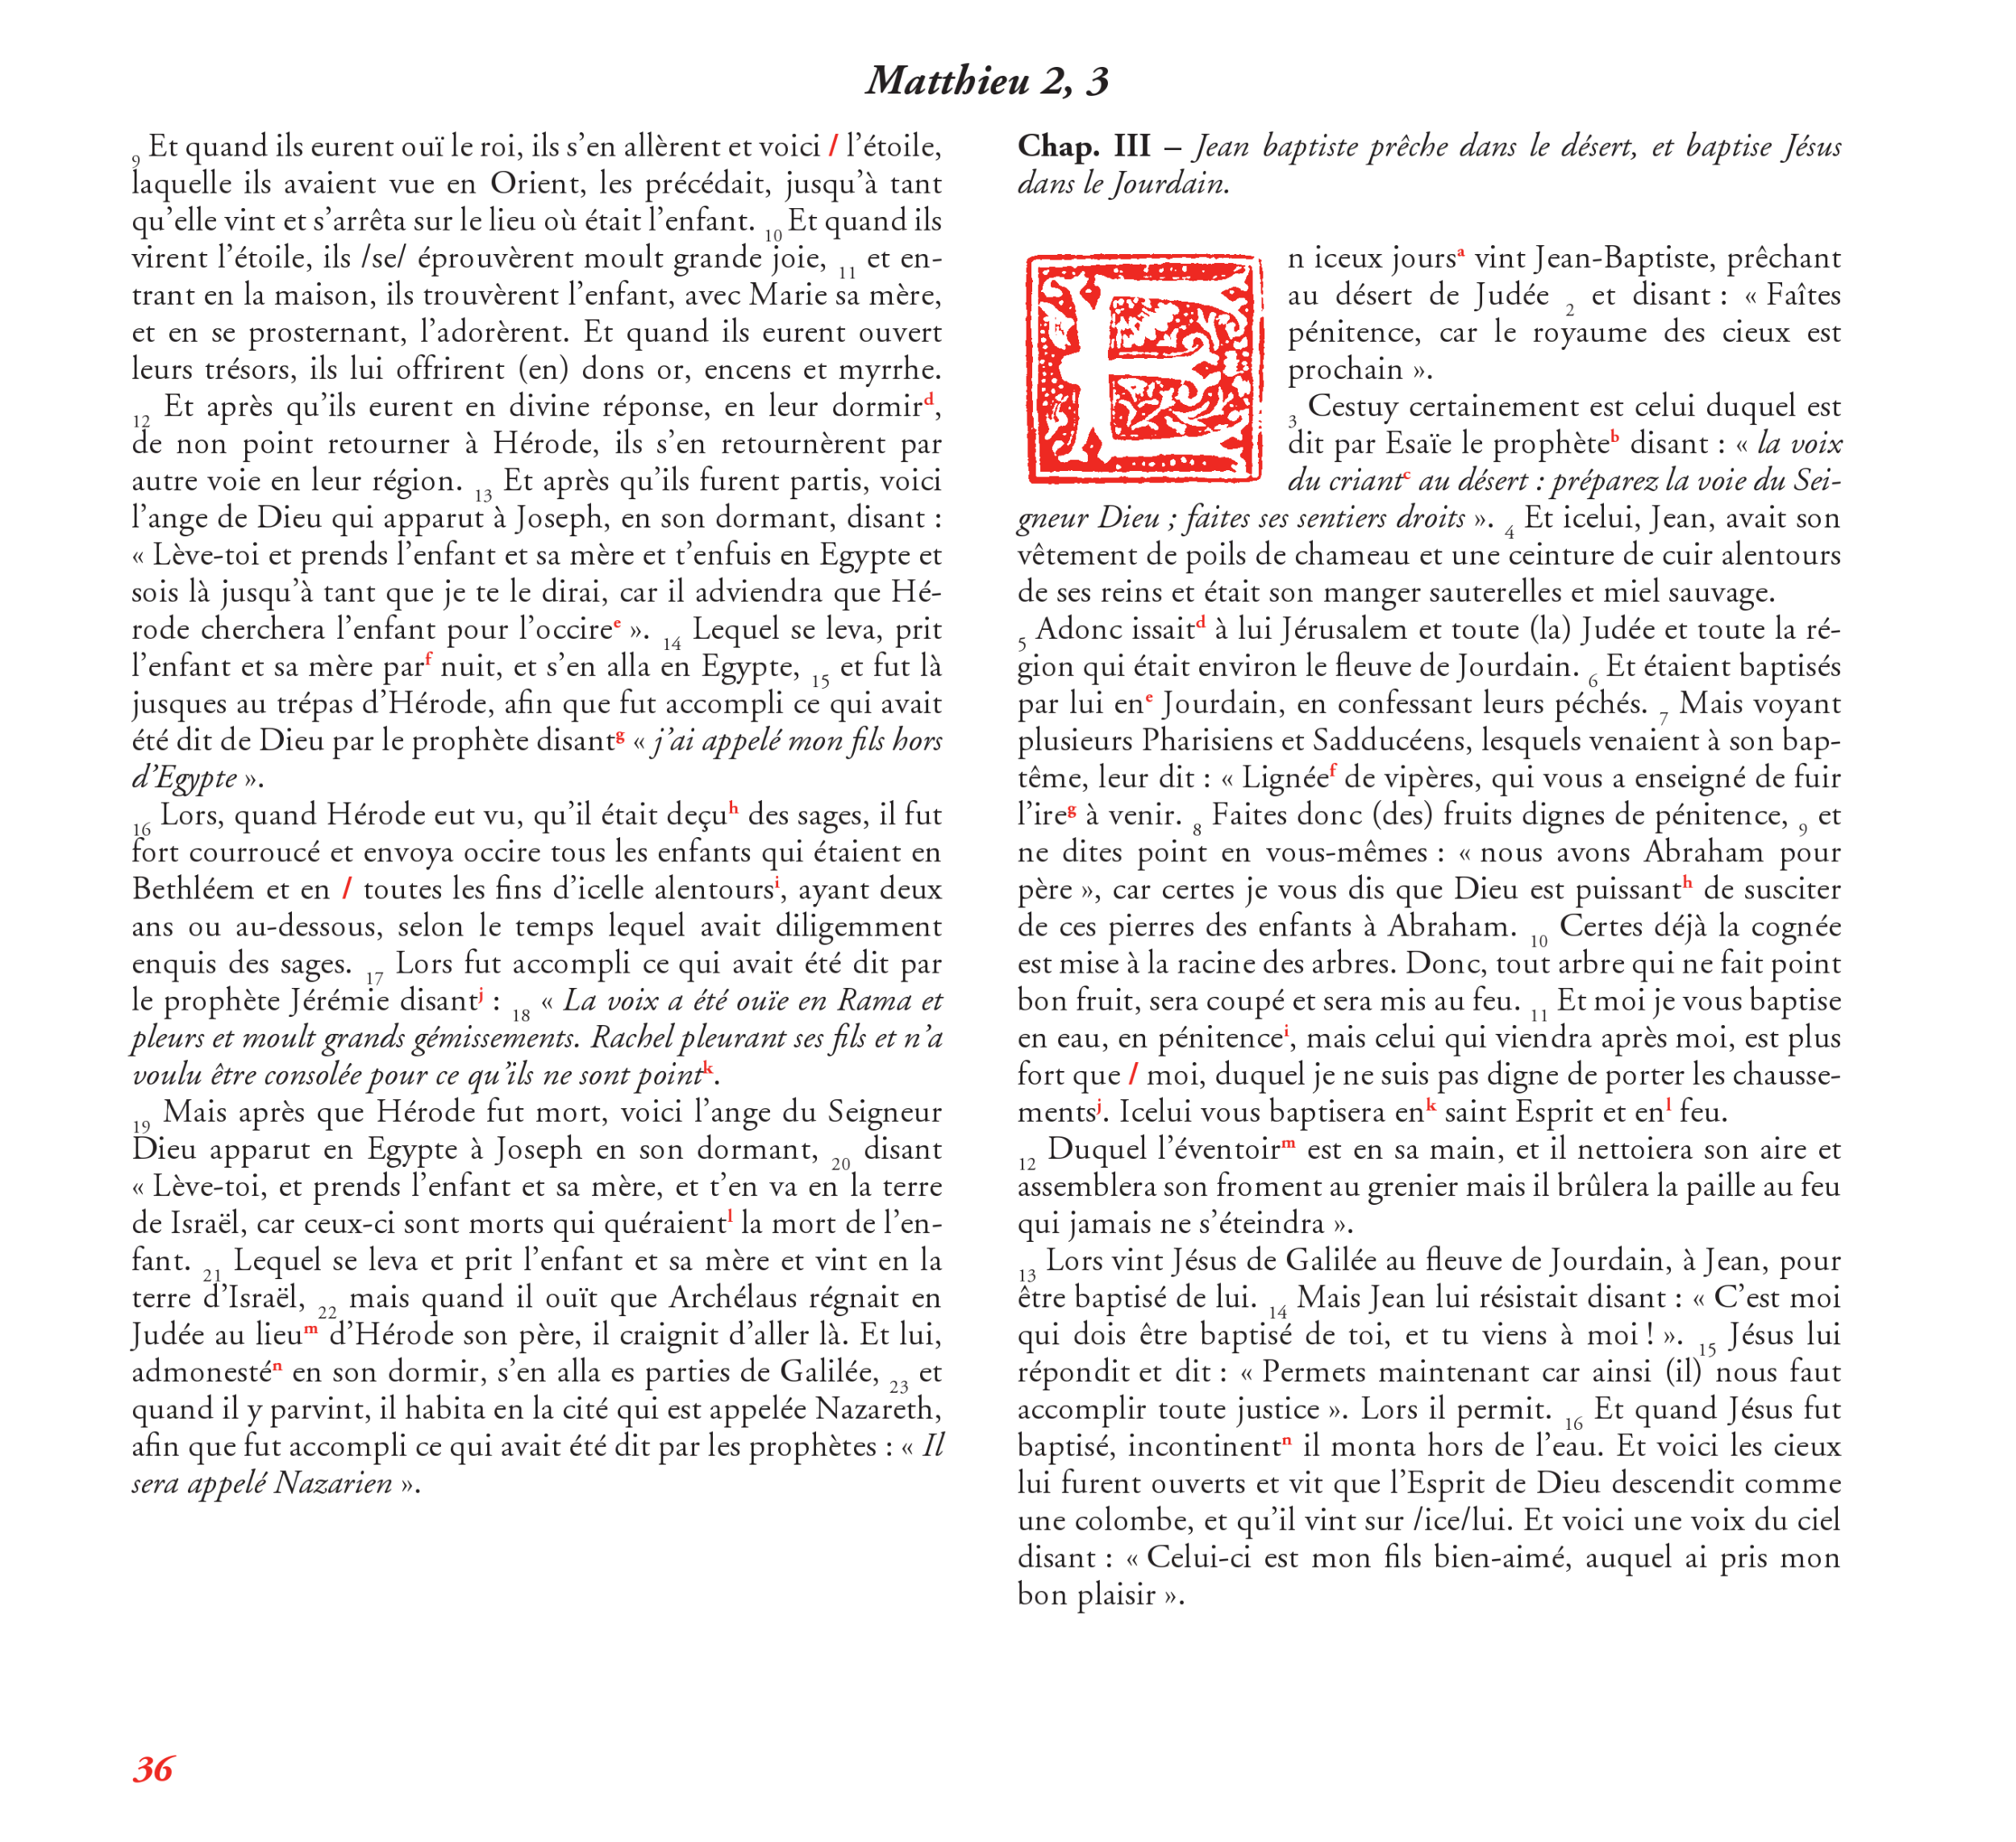 Matthieu 2, 3
9 Et quand ils eurent ouï le roi, ils s’en allèrent et voici / l’étoile,
laquelle ils avaient vue en Orient, les précédait, jusqu’à tant
qu’elle vint et s’arrêta sur le lieu où était l’enfant. 10 Et quand ils
virent l’étoile, ils /se/ éprouvèrent moult grande joie, 11 et en-
trant en la maison, ils trouvèrent l’enfant, avec Marie sa mère,
et en se prosternant, l’adorèrent. Et quand ils eurent ouvert
leurs trésors, ils lui offrirent (en) dons or, encens et myrrhe.
12 Et après qu’ils eurent en divine réponse, en leur dormir d,
de non point retourner à Hérode, ils s’en retournèrent par
autre voie en leur région. 13 Et après qu’ils furent partis, voici
l’ange de Dieu qui apparut à Joseph, en son dormant, disant :
« Lève-toi et prends l’enfant et sa mère et t’enfuis en Egypte et
sois là jusqu’à tant que je te le dirai, car il adviendra que Hé-
rode cherchera l’enfant pour l’occire e ». 14 Lequel se leva, prit
l’enfant et sa mère par f nuit, et s’en alla en Egypte, 15 et fut là
jusques au trépas d’Hérode, afin que fut accompli ce qui avait
été dit de Dieu par le prophète disant g « j’ai appelé mon fils hors
d’Egypte ».
16 Lors, quand Hérode eut vu, qu’il était deçu h des sages, il fut
fort courroucé et envoya occire tous les enfants qui étaient en
Bethléem et en / toutes les fins d’icelle alentours i, ayant deux
ans ou au-dessous, selon le temps lequel avait diligemment
enquis des sages. 17 Lors fut accompli ce qui avait été dit par
le prophète Jérémie disant j : 18 « La voix a été ouïe en Rama et
pleurs et moult grands gémissements. Rachel pleurant ses fils et n’a
voulu être consolée pour ce qu’ïls ne sont point k.
19 Mais après que Hérode fut mort, voici l’ange du Seigneur
Dieu apparut en Egypte à Joseph en son dormant, 20 disant
« Lève-toi, et prends l’enfant et sa mère, et t’en va en la terre
de Israël, car ceux-ci sont morts qui quéraient l la mort de l’en-
fant. 21 Lequel se leva et prit l’enfant et sa mère et vint en la
terre d’Israël, 22 mais quand il ouït que Archélaus régnait en
Judée au lieu m d’Hérode son père, il craignit d’aller là. Et lui,
admonesté n en son dormir, s’en alla es parties de Galilée, 23 et
quand il y parvint, il habita en la cité qui est appelée Nazareth,
afin que fut accompli ce qui avait été dit par les prophètes : « Il
sera appelé Nazarien ».
Chap. III – Jean baptiste prêche dans le désert, et baptise Jésus
dans le Jourdain.
En iceux jours a vint Jean-Baptiste, prêchant
au désert de Judée 2 et disant : « Faîtes
pénitence, car le royaume des cieux est
prochain ».
3 Cestuy certainement est celui duquel est
dit par Esaïe le prophète b disant : « la voix
du criant c au désert : préparez la voie du Sei-
gneur Dieu ; faites ses sentiers droits ». 4 Et icelui, Jean, avait son
vêtement de poils de chameau et une ceinture de cuir alentours
de ses reins et était son manger sauterelles et miel sauvage.
5 Adonc issait d à lui Jérusalem et toute (la) Judée et toute la ré-
gion qui était environ le fleuve de Jourdain. 6 Et étaient baptisés
par lui en e Jourdain, en confessant leurs péchés. 7 Mais voyant
plusieurs Pharisiens et Sadducéens, lesquels venaient à son bap-
tême, leur dit : « Lignée f de vipères, qui vous a enseigné de fuir
l’ire g à venir. 8 Faites donc (des) fruits dignes de pénitence, 9 et
ne dites point en vous-mêmes : « nous avons Abraham pour
père », car certes je vous dis que Dieu est puissant h de susciter
de ces pierres des enfants à Abraham. 10 Certes déjà la cognée
est mise à la racine des arbres. Donc, tout arbre qui ne fait point
bon fruit, sera coupé et sera mis au feu. 11 Et moi je vous baptise
en eau, en pénitence i, mais celui qui viendra après moi, est plus
fort que / moi, duquel je ne suis pas digne de porter les chausse-
ments j. Icelui vous baptisera en k saint Esprit et en l feu.
12 Duquel l’éventoir m est en sa main, et il nettoiera son aire et
assemblera son froment au grenier mais il brûlera la paille au feu
qui jamais ne s’éteindra ».
13 Lors vint Jésus de Galilée au fleuve de Jourdain, à Jean, pour
être baptisé de lui. 14 Mais Jean lui résistait disant : « C’est moi
qui dois être baptisé de toi, et tu viens à moi ! ». 15 Jésus lui
répondit et dit : « Permets maintenant car ainsi (il) nous faut
accomplir toute justice ». Lors il permit. 16 Et quand Jésus fut
baptisé, incontinent n il monta hors de l’eau. Et voici les cieux
lui furent ouverts et vit que l’Esprit de Dieu descendit comme
une colombe, et qu’il vint sur /ice/lui. Et voici une voix du ciel
disant : « Celui-ci est mon fils bien-aimé, auquel ai pris mon
bon plaisir ».
36